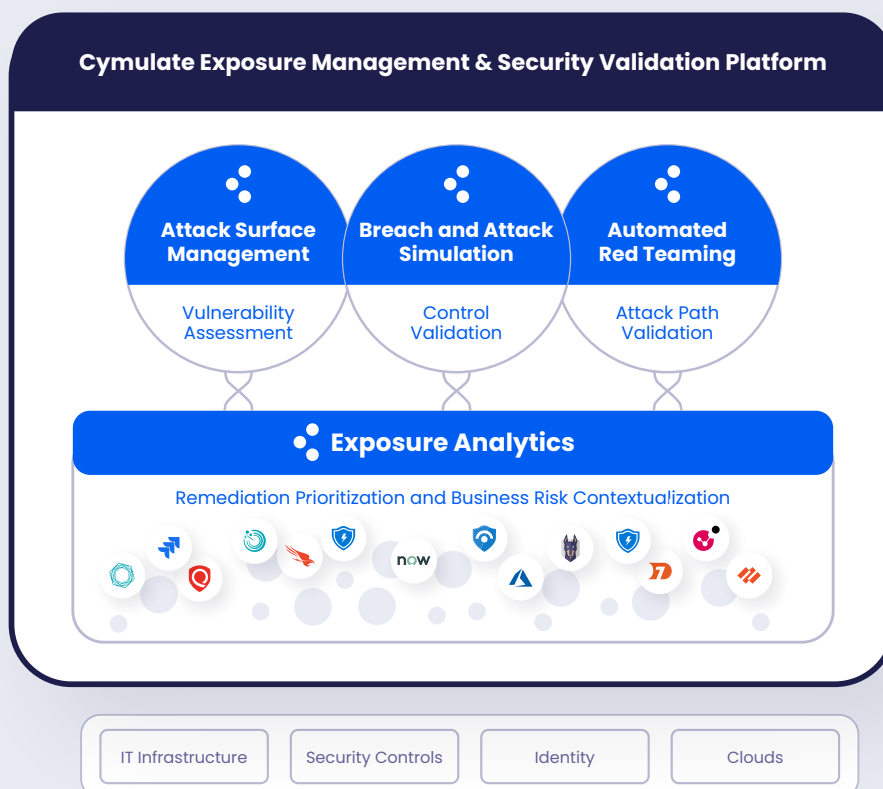 Cymulate Exposure Management & Security Validation Platform
Attack Surface
Management
Breach and Attack
Simulation
Automated
Red Teaming
Vulnerability
Assessment
Control
Validation
Attack Path
Validation
Exposure Analytics
Remediation Prioritization and Business Risk Contextualization
now
IT Infrastructure
Security Controls
Identity
Clouds